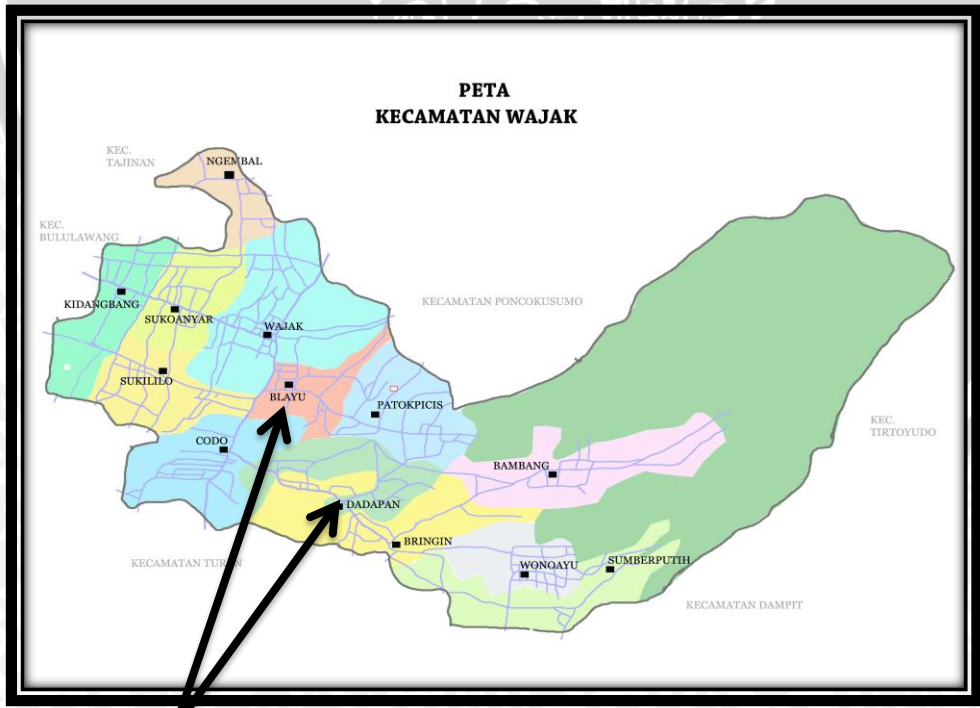 PETA
KECAMATAN WAJAK
KEC.
TAJINAN
NGEMBAL
KEC.
BULULAWANG
KIDANGBANG
SUKOANYAR
WAJAK
KECAMATAN PONCOKUSUMO
SUKILILO
BLAYU
PATOKPICIS
KEC.
TIRTOYUDO
CODO
BAMBANG
DADAPAN
BRINGIN
KECAMATAN TUREN
WONOAYU
SUMBERPUTIH
KECAMATAN DAMPIT